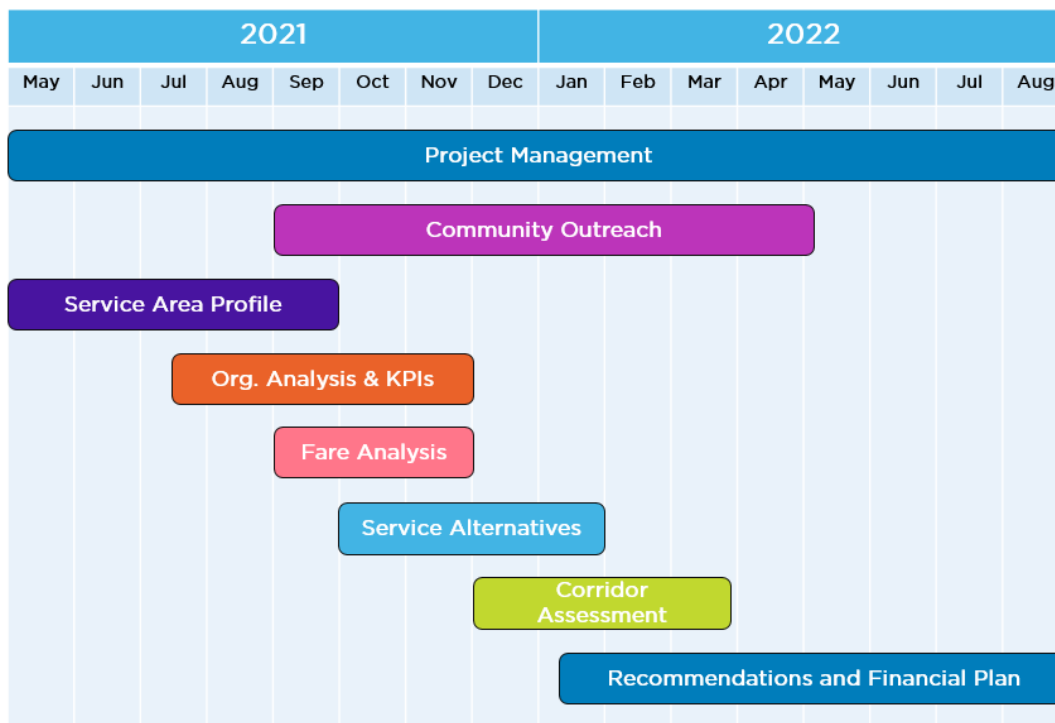 2021 2022
May Jun Jul Aug Sep Oct Nov Dec Jan Feb Mar Apr May Jun Jul Aug
Project Management
Community Outreach
Service Area Profile
Org. Analysis & KPIs
Fare Analysis
Service Alternatives
Corridor
Assessment
Recommendations and Financial Plan